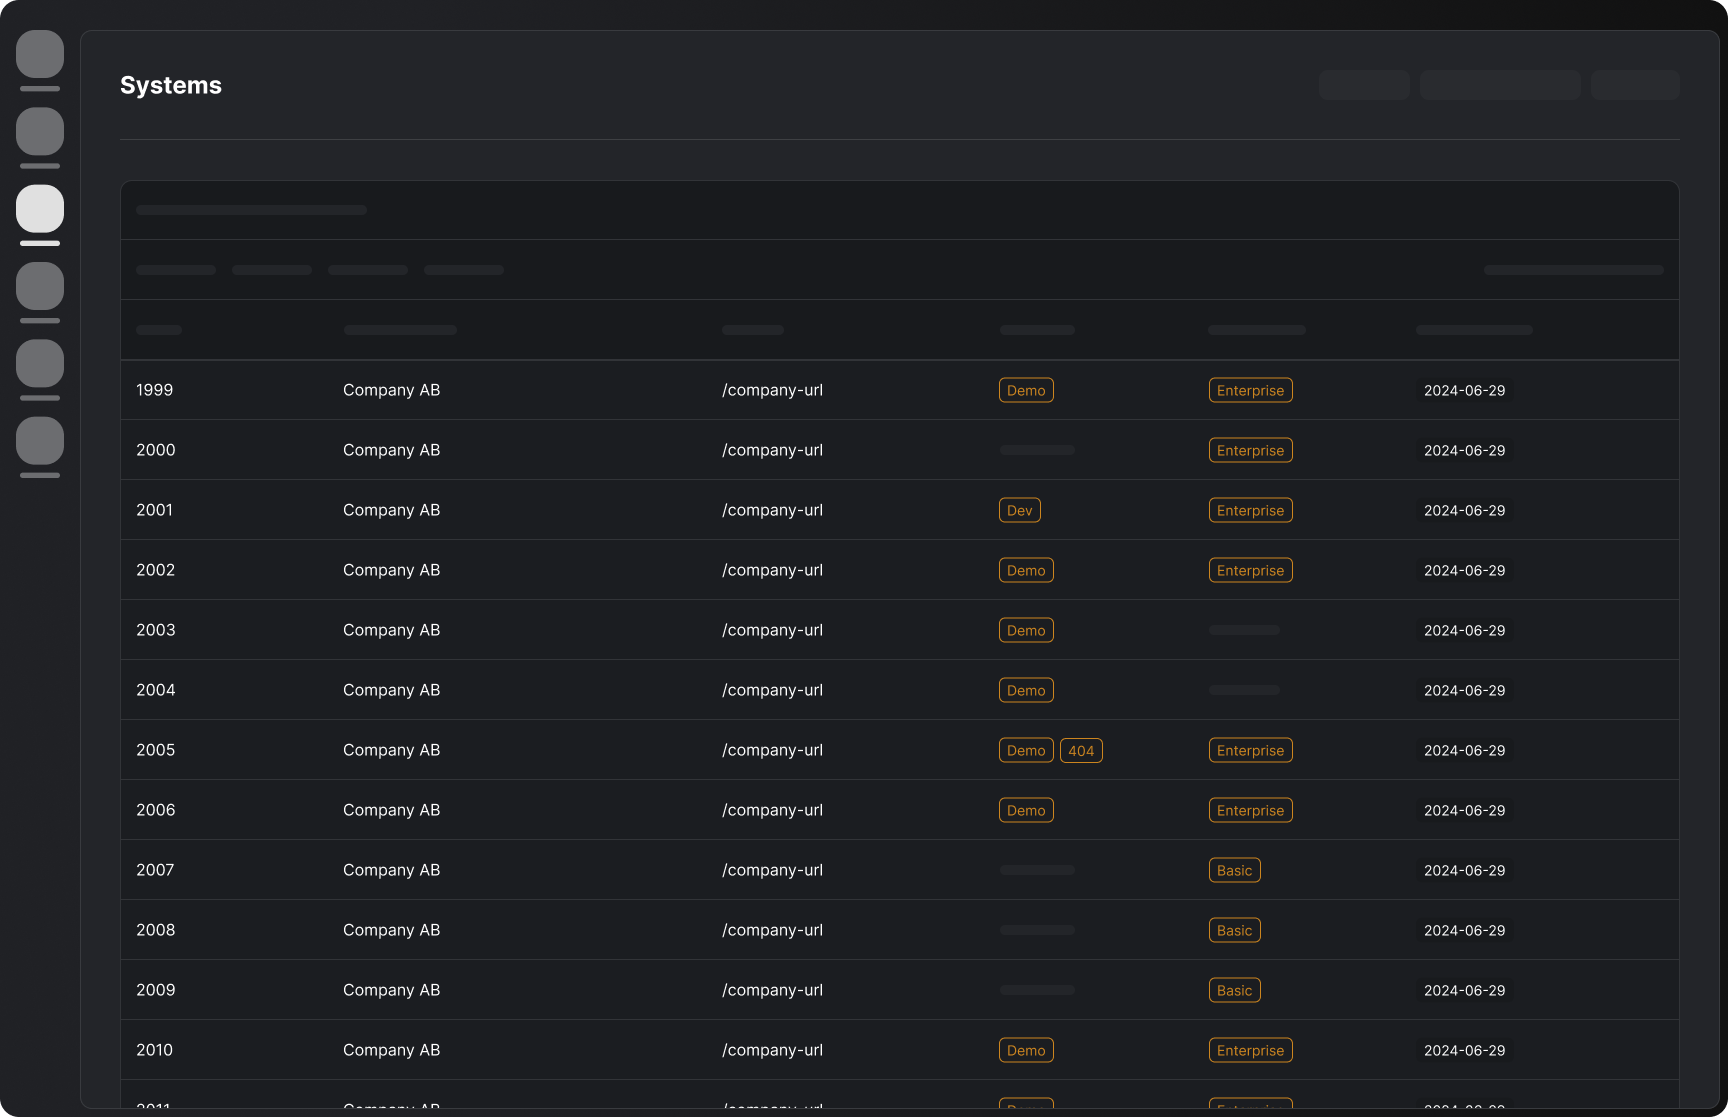 Systems
1999 Company AB /company-url Demo Enterprise 2024-06-29
2000 Company AB /company-url Enterprise 2024-06-29
2001 Company AB /company-url Dev Enterprise 2024-06-29
2002 Company AB /company-url Demo Enterprise 2024-06-29
2003 Company AB /company-url Demo 2024-06-29
2004 Company AB /company-url Demo 2024-06-29
2005 Company AB /company-url Demo 404 Enterprise 2024-06-29
2006 Company AB /company-url Demo Enterprise 2024-06-29
2007 Company AB /company-url Basic 2024-06-29
2008 Company AB /company-url Basic 2024-06-29
2009 Company AB /company-url Basic 2024-06-29
2010 Company AB /company-url Demo Enterprise 2024-06-29